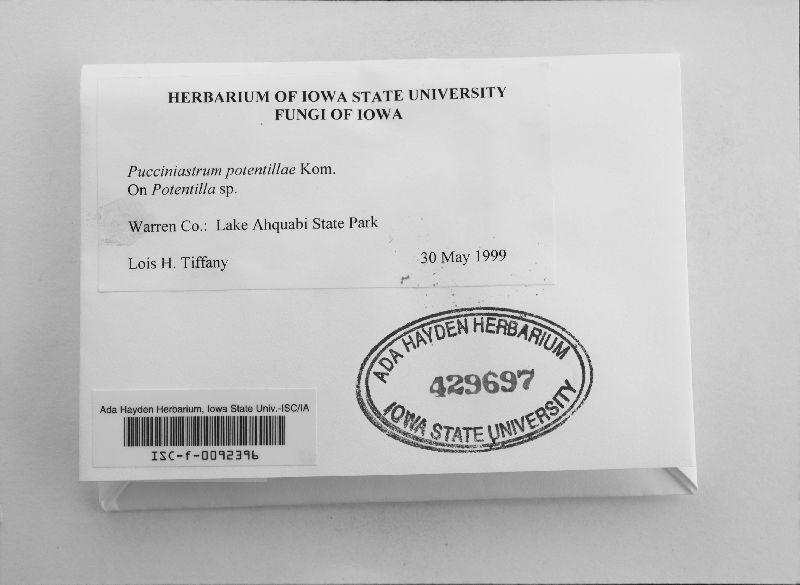 HERBARIUM OF IOWA STATE UNIVERSITY
FUNGI OF IOWA
Pucciniastrum potentillae Kom.
On Potentilla sp.
Warren Co.: Lake Ahquabi State Park
Lois H. Tiffany
30 May 1999
ADA HAYDEN HERBARIUM
429697
IOWA STATE UNIVERSITY
Ada Hayden Herbarium, Iowa State Univ.-ISC/IA
ISC-f-0092396